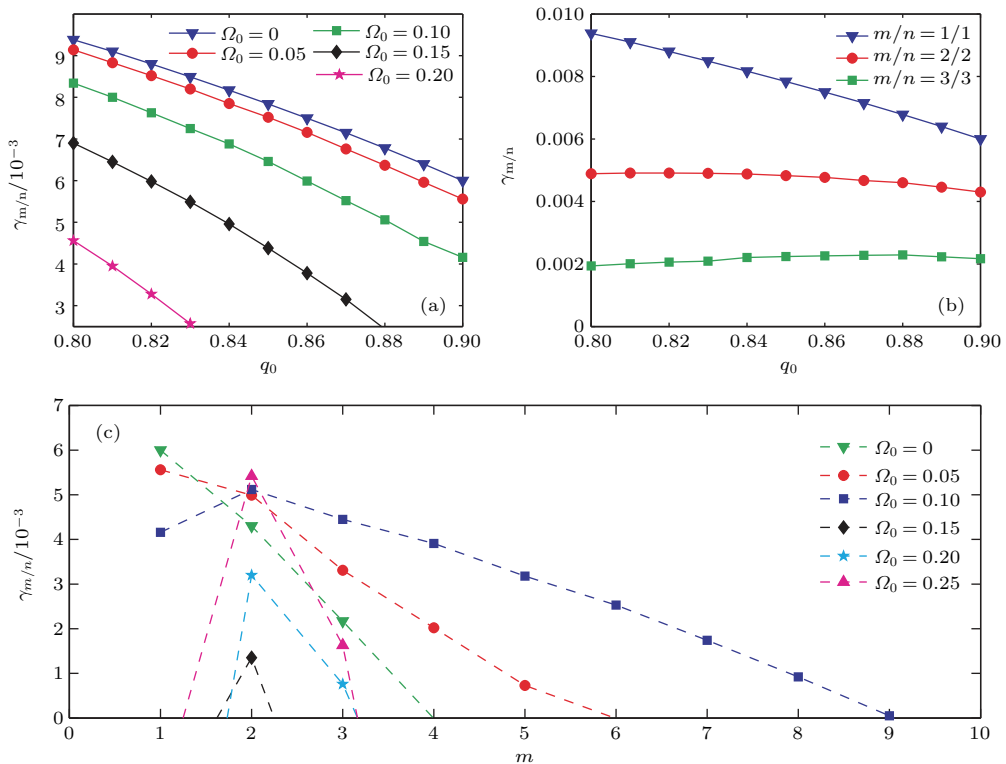 Ω0 = 0
Ω0 = 0.05
Ω0 = 0.10
Ω0 = 0.15
Ω0 = 0.20
9
8
7
6
5
4
3
γm/n/10−3
(a)
0.80 0.82 0.84 0.86 0.88 0.90
q0
0.010
0.008
0.006
0.004
0.002
0
γm/n
m/n = 1/1
m/n = 2/2
m/n = 3/3
(b)
0.80 0.82 0.84 0.86 0.88 0.90
q0
7
6
5
4
3
2
1
0
γm/n/10−3
(c)
Ω0 = 0
Ω0 = 0.05
Ω0 = 0.10
Ω0 = 0.15
Ω0 = 0.20
Ω0 = 0.25
0 1 2 3 4 5 6 7 8 9 10
m